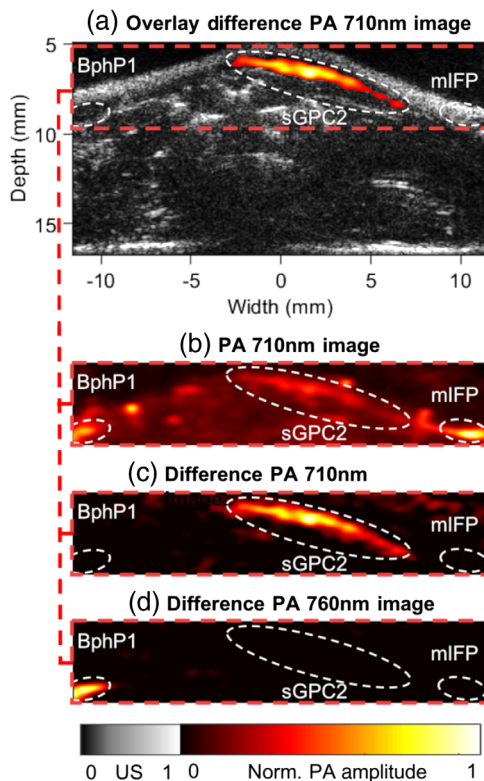 (a) Overlay difference PA 710nm image
5
BphP1
mIFP
sGPC2
10
15
Depth (mm)
-10 -5 0 5 10
Width (mm)
(b) PA 710nm image
BphP1
mIFP
sGPC2
(c) Difference PA 710nm
BphP1
mIFP
sGPC2
(d) Difference PA 760nm image
BphP1
mIFP
sGPC2
0 US 1 0 Norm. PA amplitude 1